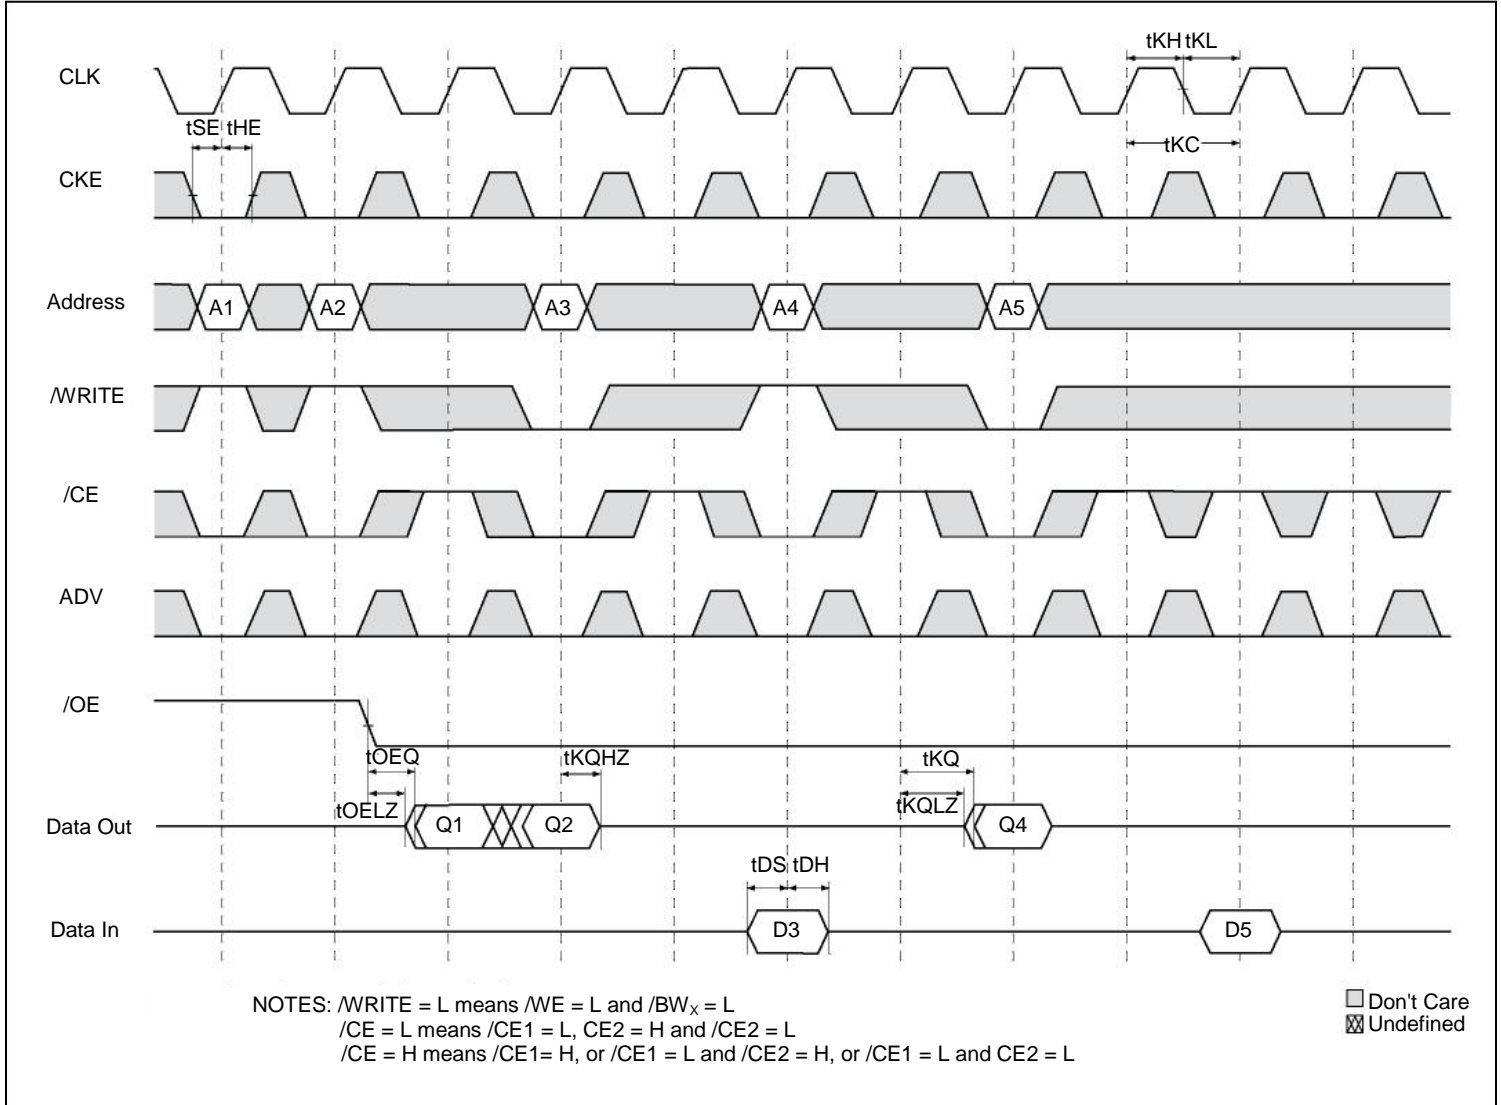 tKH tKL
CLK
tSE tHE
tKC
CKE
Address
A1 A2 A3 A4 A5
/WRITE
/CE
ADV
/OE
tOEQ tKQHZ tKQ
tOELZ tKQLZ
Data Out Q1 Q2 Q4
tDS tDH
Data In D3 D5
NOTES: /WRITE = L means /WE = L and /BWX = L
/CE = L means /CE1 = L, CE2 = H and /CE2 = L
/CE = H means /CE1= H, or /CE1 = L and /CE2 = H, or /CE1 = L and CE2 = L
Don't Care
Undefined